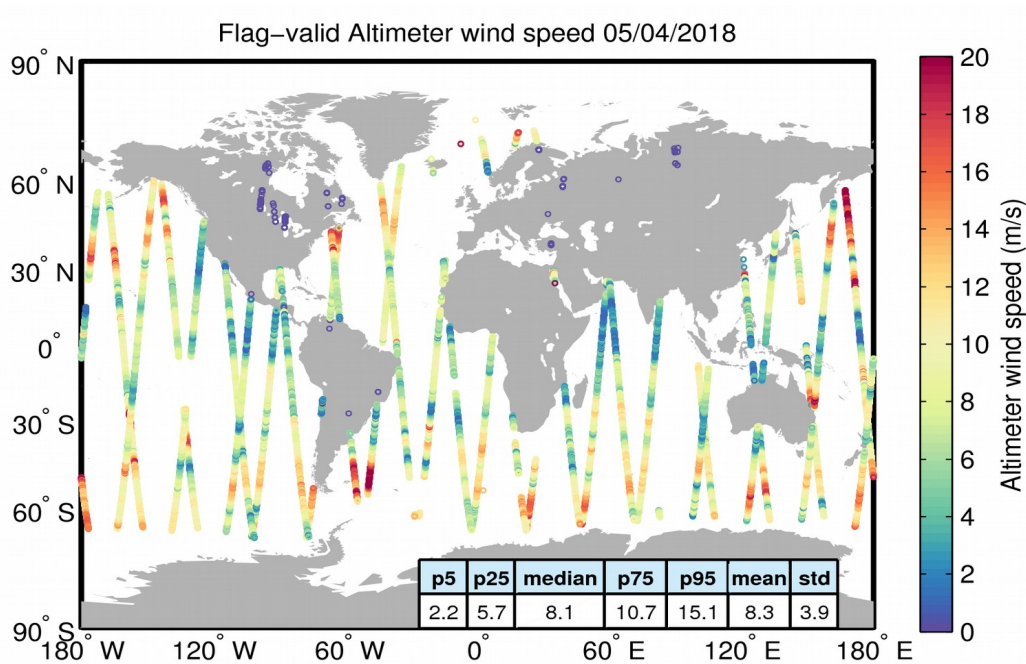 Flag−valid Altimeter wind speed 05/04/2018
90° N
60° N
30° N
0°
30° S
60° S
90° S
180° W
120° W
60° W
0°
60° E
120° E
180° E
p5 p25 median p75 p95 mean std
2.2 5.7 8.1 10.7 15.1 8.3 3.9
20
18
16
14
12
10
8
6
4
2
0
Altimeter wind speed (m/s)